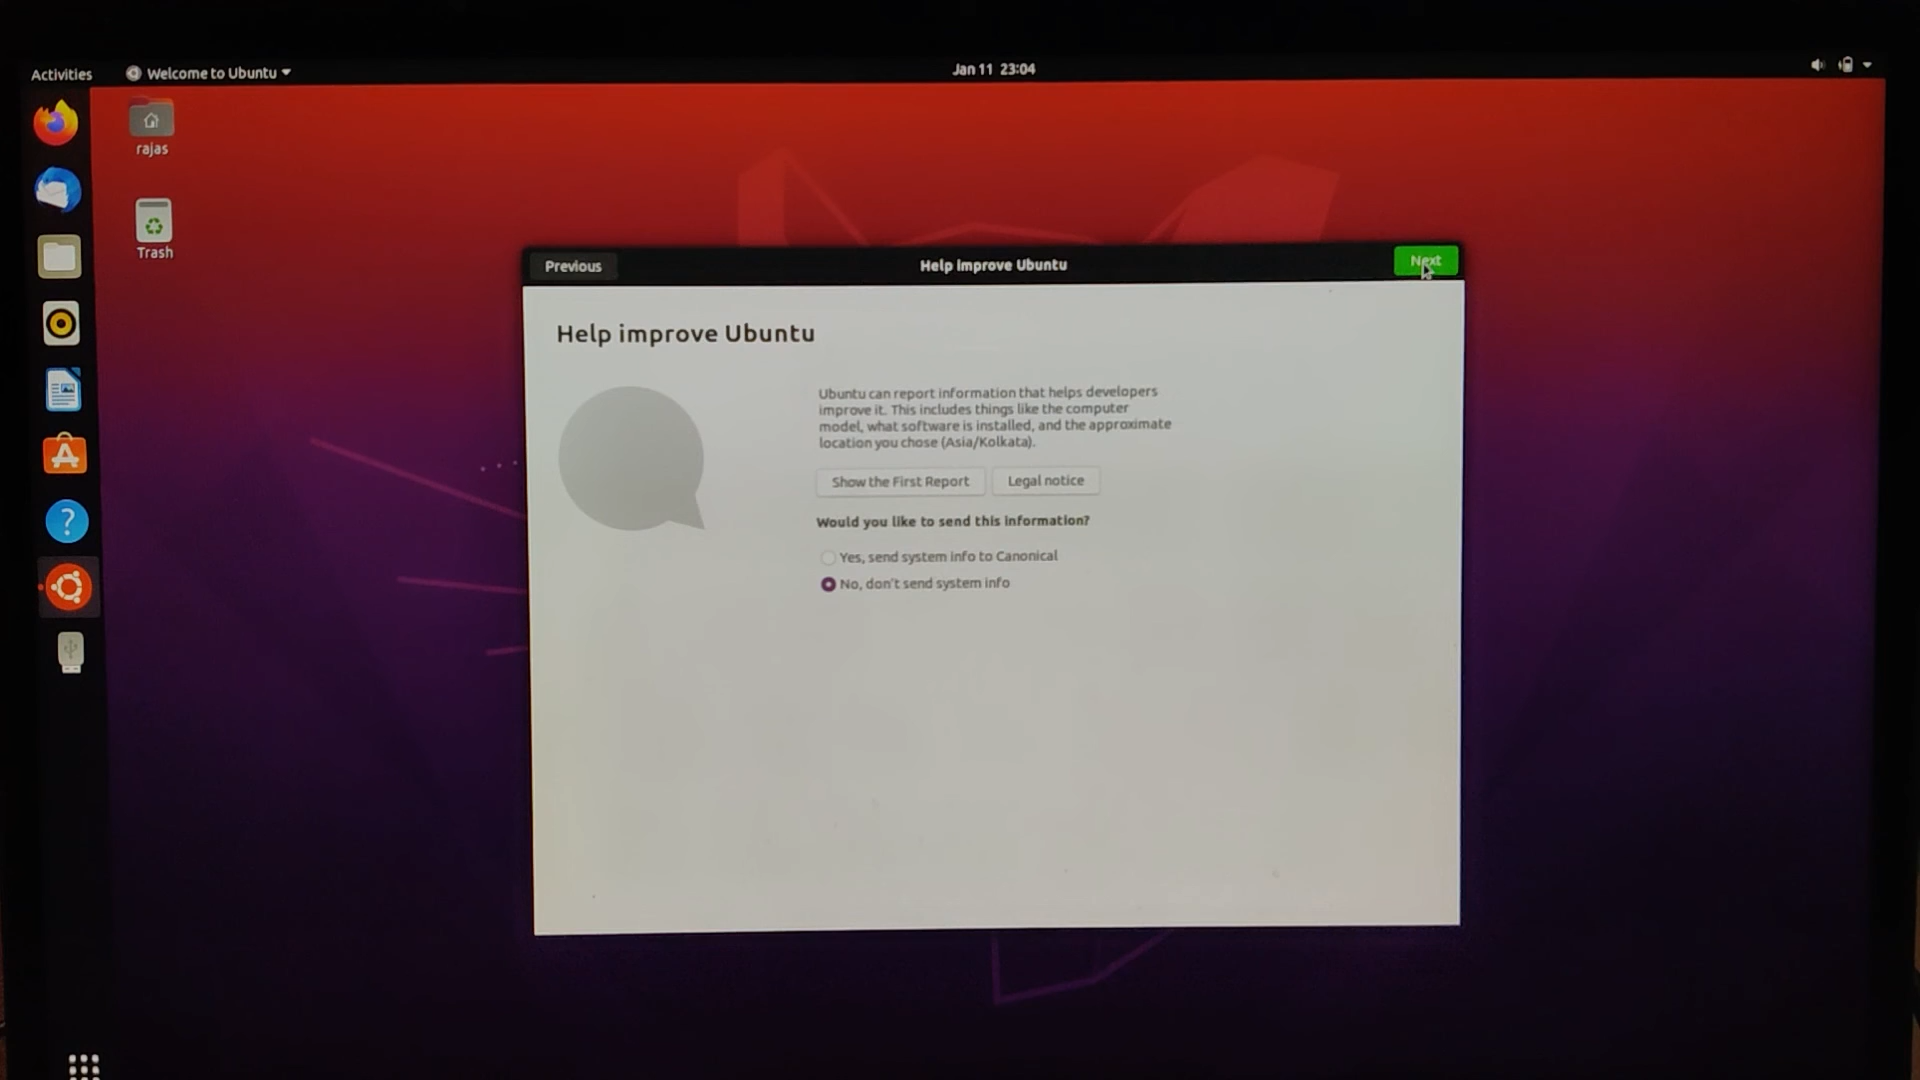 Activities
Welcome to Ubuntu
Jan 11 23:04
rajas
Trash
Previous
Help improve Ubuntu
Next
Help improve Ubuntu
Ubuntu can report information that helps developers
improve it. This includes things like the computer
model, what software is installed, and the approximate
location you chose (Asia/Kolkata).
Show the First Report
Legal notice
Would you like to send this information?
Yes, send system info to Canonical
No, don't send system info